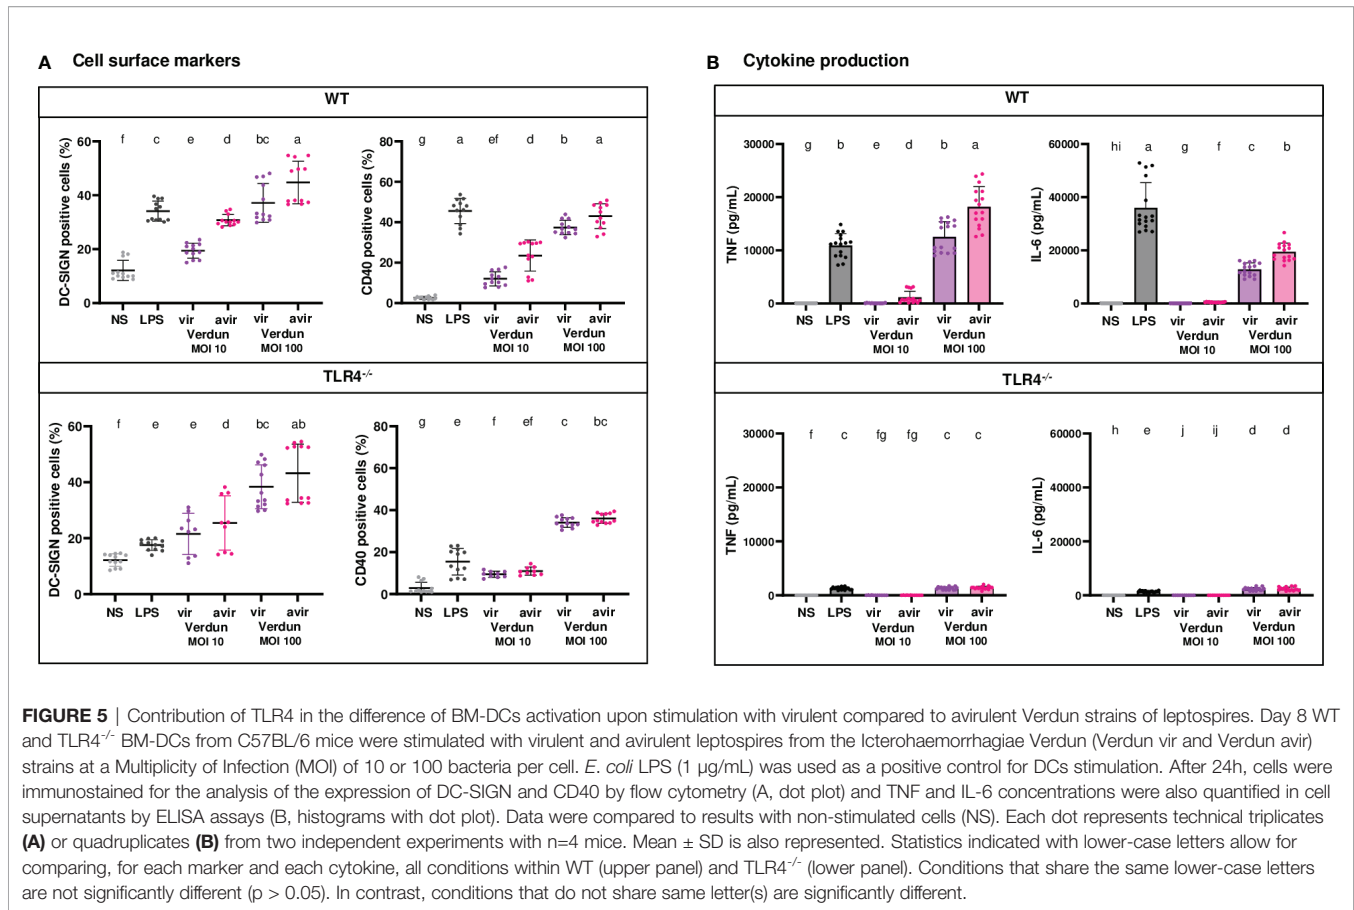 A Cell surface markers
WT
DC-SIGN positive cells (%)
60
40
20
0
f c e d bc a
NS LPS vir avir vir avir
Verdun Verdun
MOI 10 MOI 100
CD40 positive cells (%)
80
60
40
20
0
g a ef d b a
NS LPS vir avir vir avir
Verdun Verdun
MOI 10 MOI 100
TLR4-/-
DC-SIGN positive cells (%)
60
40
20
0
f e e d bc ab
NS LPS vir avir vir avir
Verdun Verdun
MOI 10 MOI 100
CD40 positive cells (%)
80
60
40
20
0
g e f ef c bc
NS LPS vir avir vir avir
Verdun Verdun
MOI 10 MOI 100
B Cytokine production
WT
TNF (pg/mL)
30000
20000
10000
0
g b e d b a
NS LPS vir avir vir avir
Verdun Verdun
MOI 10 MOI 100
IL-6 (pg/mL)
60000
40000
20000
0
hi a g f c b
NS LPS vir avir vir avir
Verdun Verdun
MOI 10 MOI 100
TLR4-/-
TNF (pg/mL)
30000
20000
10000
0
f c fg fg c c
NS LPS vir avir vir avir
Verdun Verdun
MOI 10 MOI 100
IL-6 (pg/mL)
60000
40000
20000
0
h e j ij d d
NS LPS vir avir vir avir
Verdun Verdun
MOI 10 MOI 100
FIGURE 5 | Contribution of TLR4 in the difference of BM-DCs activation upon stimulation with virulent compared to avirulent Verdun strains of leptospires. Day 8 WT
and TLR4-/- BM-DCs from C57BL/6 mice were stimulated with virulent and avirulent leptospires from the Icterohaemorrhagiae Verdun (Verdun vir and Verdun avir)
strains at a Multiplicity of Infection (MOI) of 10 or 100 bacteria per cell. E. coli LPS (1 µg/mL) was used as a positive control for DCs stimulation. After 24h, cells were
immunostained for the analysis of the expression of DC-SIGN and CD40 by flow cytometry (A, dot plot) and TNF and IL-6 concentrations were also quantified in cell
supernatants by ELISA assays (B, histograms with dot plot). Data were compared to results with non-stimulated cells (NS). Each dot represents technical triplicates
(A) or quadruplicates (B) from two independent experiments with n=4 mice. Mean ± SD is also represented. Statistics indicated with lower-case letters allow for
comparing, for each marker and each cytokine, all conditions within WT (upper panel) and TLR4-/- (lower panel). Conditions that share the same lower-case letters
are not significantly different (p > 0.05). In contrast, conditions that do not share same letter(s) are significantly different.